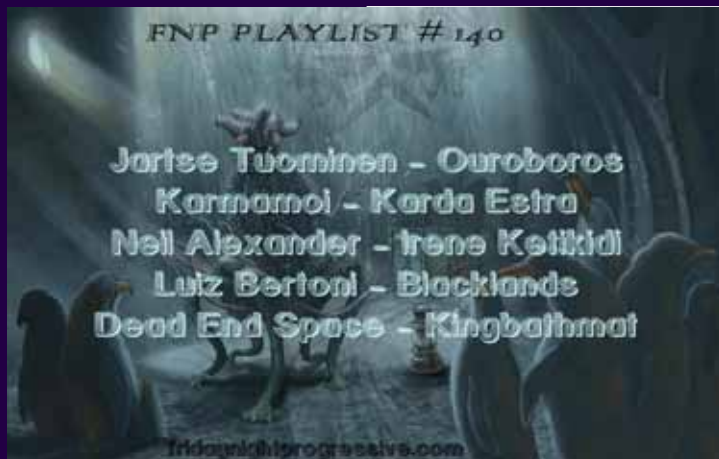 FNP PLAYLIST # 140
Jartse Tuominen - Ouroboros
Karmamoi - Karda Estra
Neil Alexander - Irene Ketikidi
Luiz Bertoni - Blacklands
Dead End Space - Kingbathmat
fridaynightprogressive.com